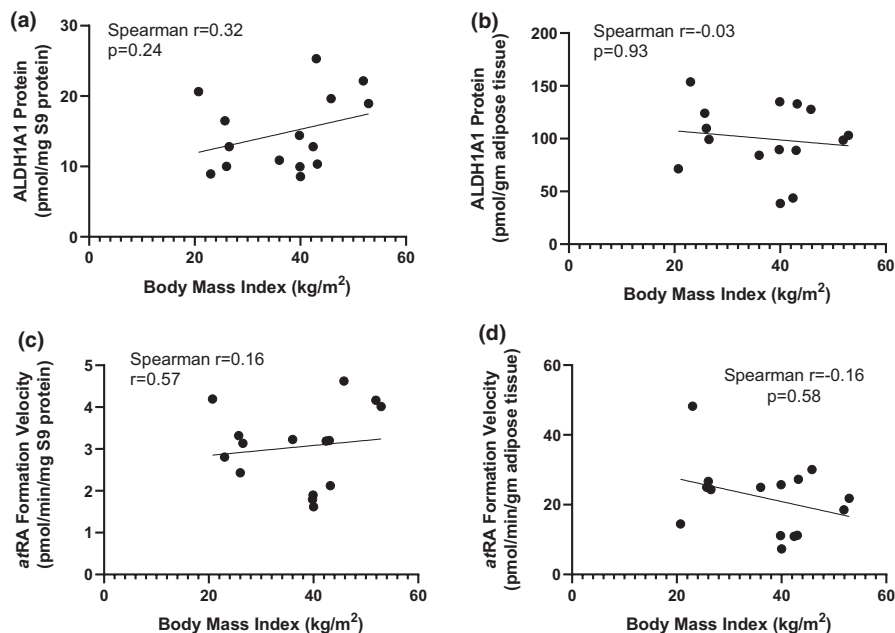 (a)
Spearman r=0.32
p=0.24
ALDH1A1 Protein
(pmol/mg S9 protein)
30
20
10
0
0 20 40 60
Body Mass Index (kg/m²)
(b)
Spearman r=-0.03
p=0.93
ALDH1A1 Protein
(pmol/gm adipose tissue)
200
150
100
50
0
0 20 40 60
Body Mass Index (kg/m²)
(c)
Spearman r=0.16
r=0.57
atRA Formation Velocity
(pmol/min/mg S9 protein)
5
4
3
2
1
0
0 20 40 60
Body Mass Index (kg/m²)
(d)
Spearman r=-0.16
p=0.58
atRA Formation Velocity
(pmol/min/gm adipose tissue)
60
40
20
0
0 20 40 60
Body Mass Index (kg/m²)